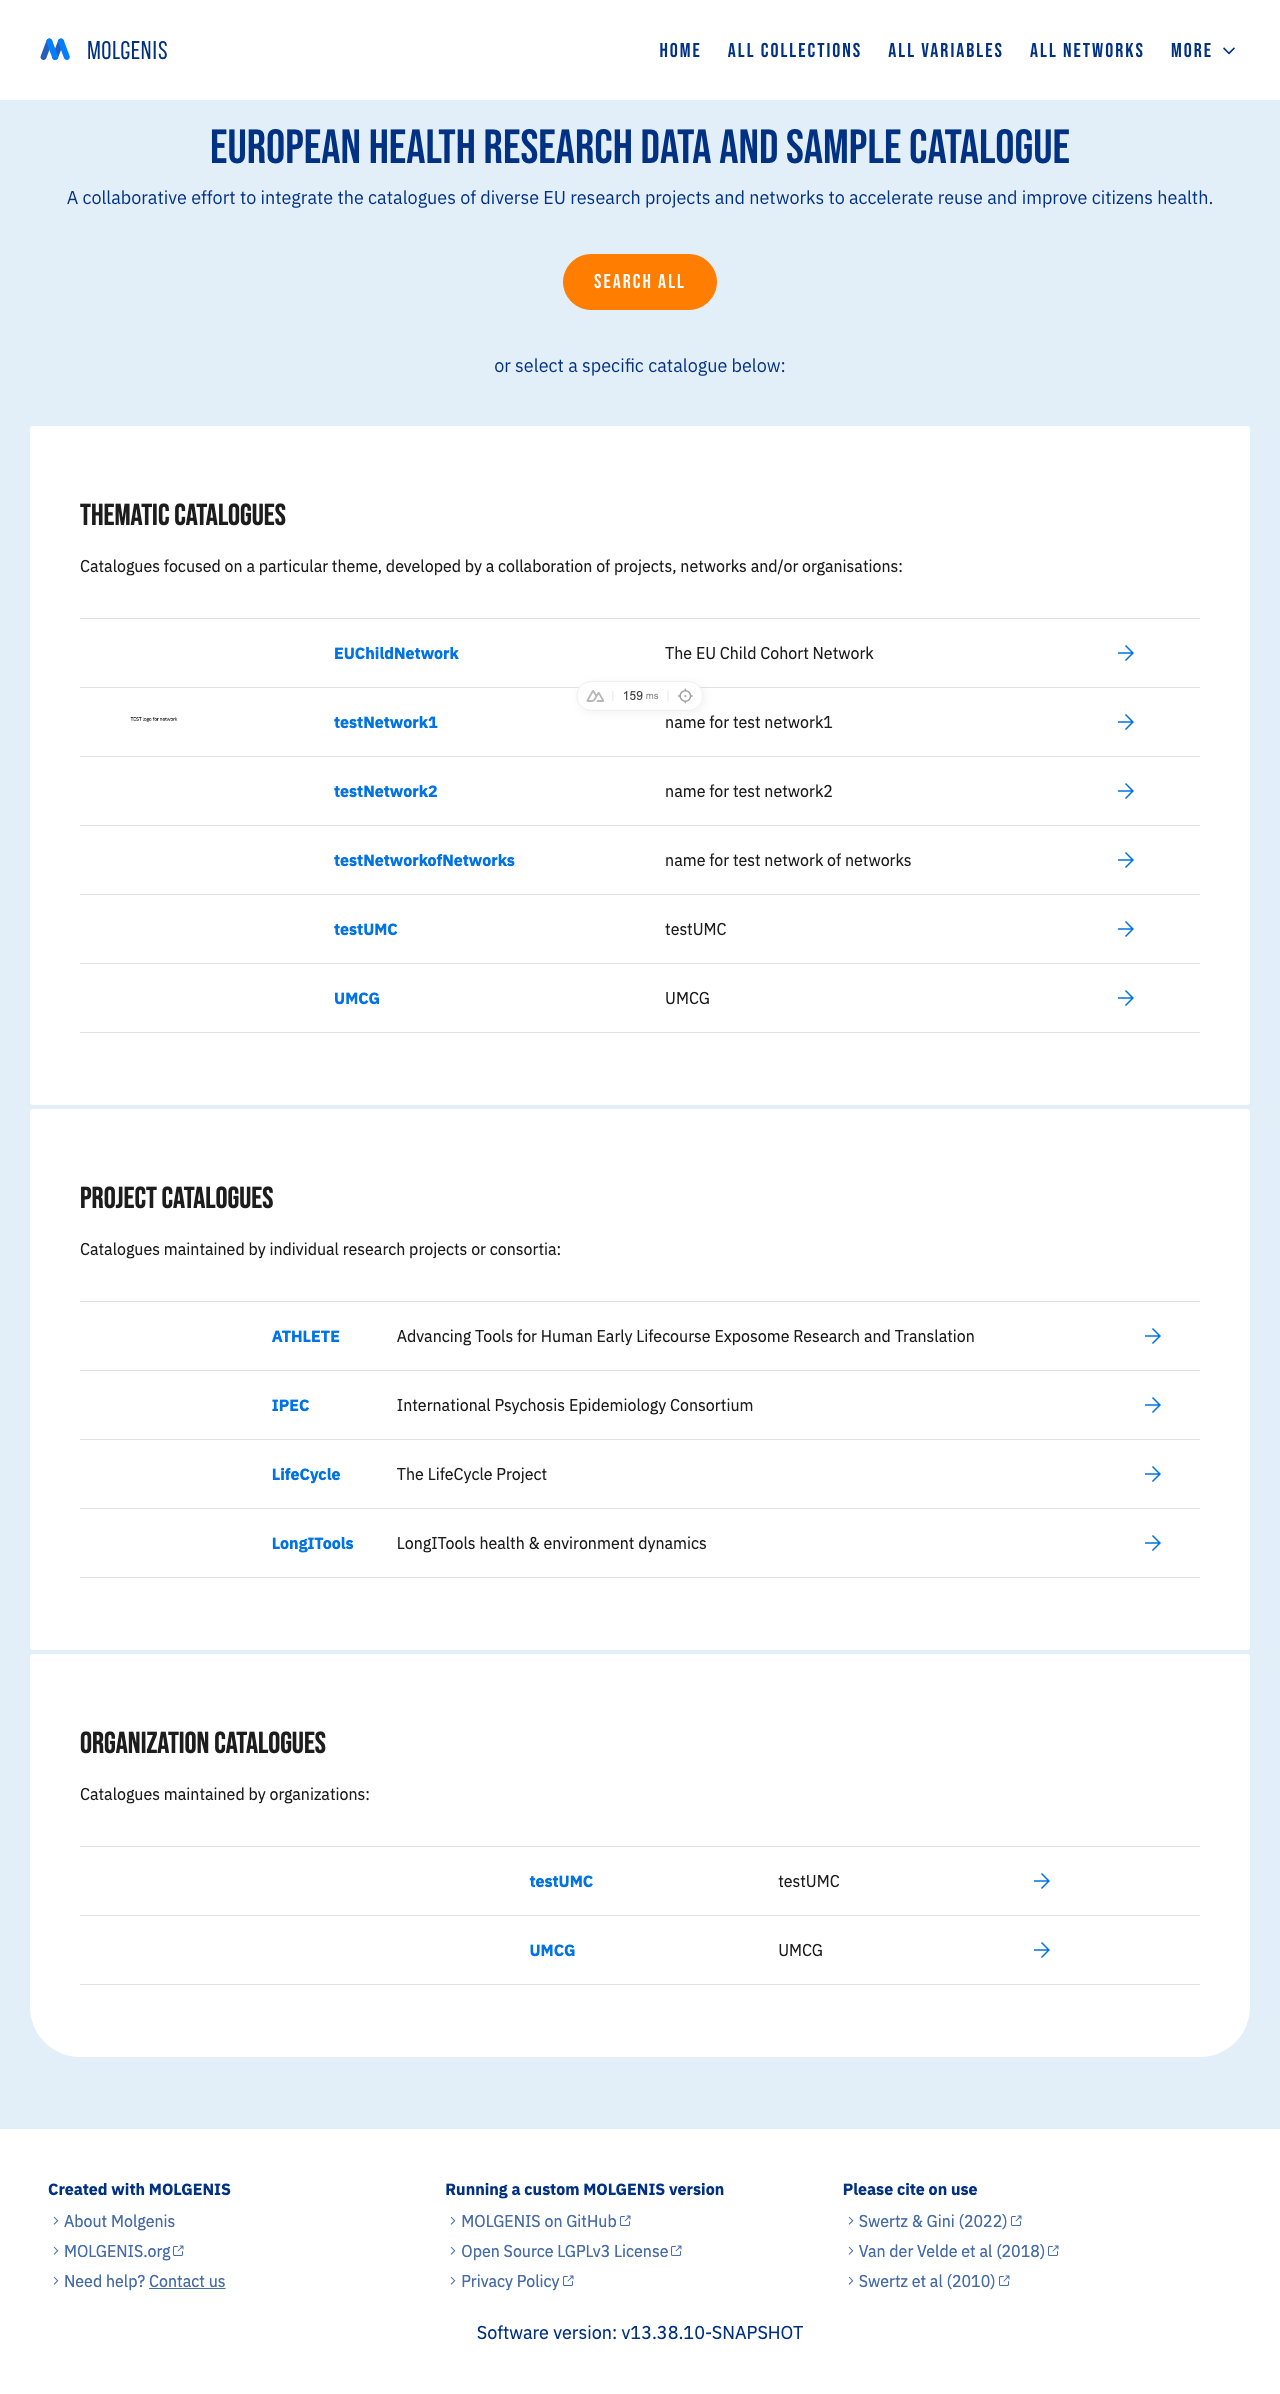 MOLGENIS
HOME ALL COLLECTIONS ALL VARIABLES ALL NETWORKS MORE
EUROPEAN HEALTH RESEARCH DATA AND SAMPLE CATALOGUE
A collaborative effort to integrate the catalogues of diverse EU research projects and networks to accelerate reuse and improve citizens health.
SEARCH ALL
or select a specific catalogue below:
THEMATIC CATALOGUES
Catalogues focused on a particular theme, developed by a collaboration of projects, networks and/or organisations:
EUChildNetwork The EU Child Cohort Network
159 ms
TEST logo for network testNetwork1 name for test network1
testNetwork2 name for test network2
testNetworkofNetworks name for test network of networks
testUMC testUMC
UMCG UMCG
PROJECT CATALOGUES
Catalogues maintained by individual research projects or consortia:
ATHLETE Advancing Tools for Human Early Lifecourse Exposome Research and Translation
IPEC International Psychosis Epidemiology Consortium
LifeCycle The LifeCycle Project
LongITools LongITools health & environment dynamics
ORGANIZATION CATALOGUES
Catalogues maintained by organizations:
testUMC testUMC
UMCG UMCG
Created with MOLGENIS
About Molgenis
MOLGENIS.org
Need help? Contact us
Running a custom MOLGENIS version
MOLGENIS on GitHub
Open Source LGPLv3 License
Privacy Policy
Please cite on use
Swertz & Gini (2022)
Van der Velde et al (2018)
Swertz et al (2010)
Software version: v13.38.10-SNAPSHOT